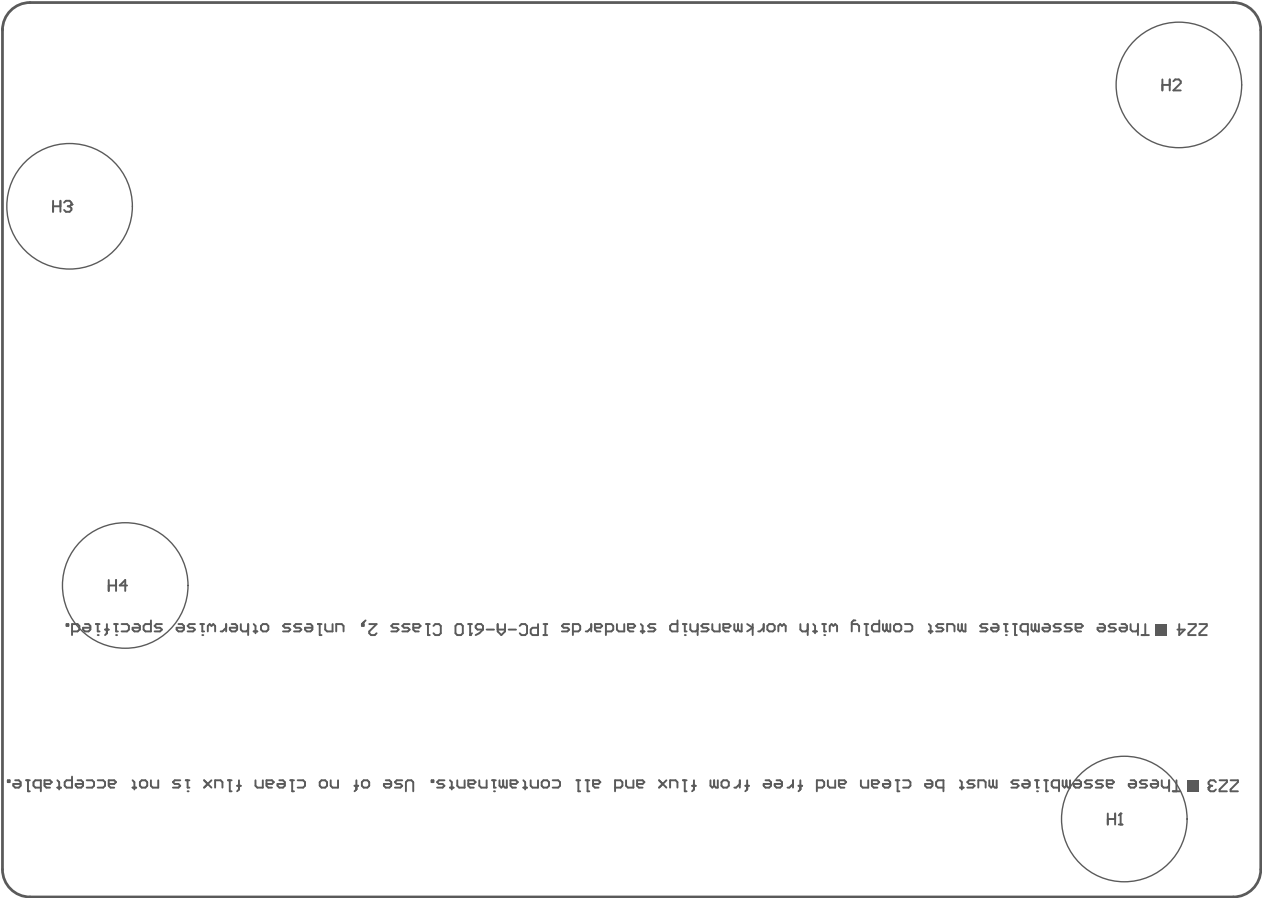 H2
H3
H4
ZZ4 ■ These assemblies must comply with workmanship standards IPC-A-610 Class 2, unless otherwise specified.
ZZ3 ■ These assemblies must be clean and free from flux and all contaminants. Use of no clean flux is not acceptable.
H1